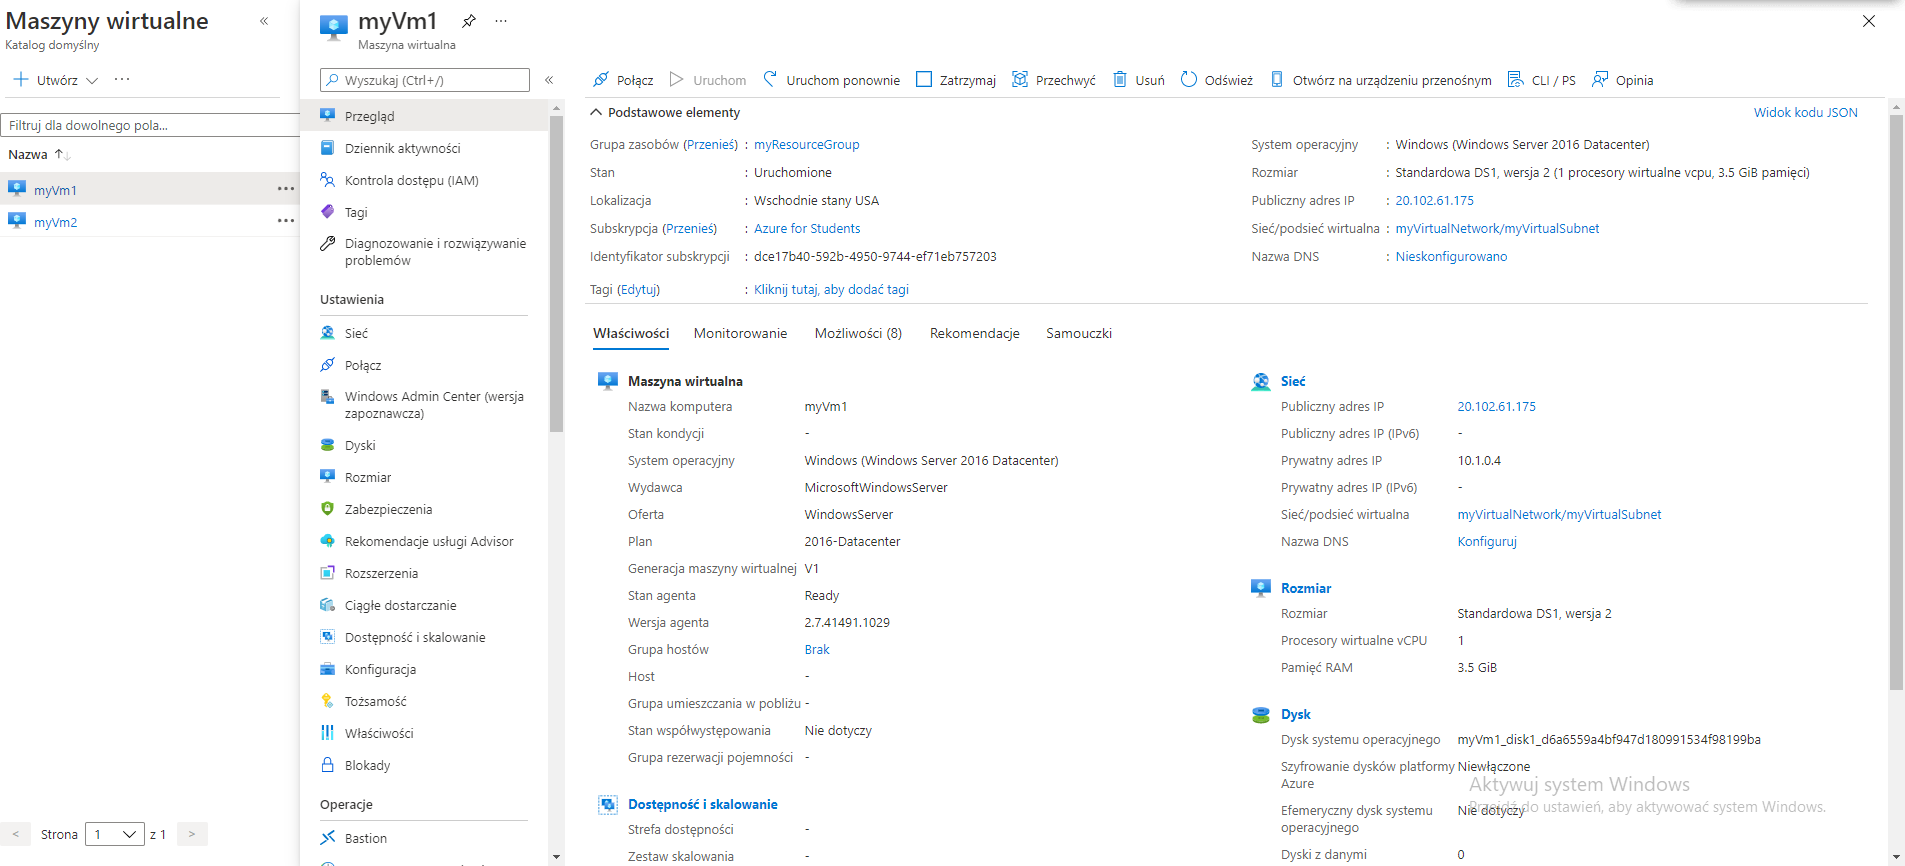 Maszyny wirtualne
«
Katalog domyślny
Utwórz
...
Filtruj dla dowolnego pola...
Nazwa ↑↓
myVm1
...
myVm2
...
<
Strona
1
z 1
>
myVm1
...
Maszyna wirtualna
Wyszukaj (Ctrl+/)
«
Przegląd
Dziennik aktywności
Kontrola dostępu (IAM)
Tagi
Diagnozowanie i rozwiązywanie
problemów
Ustawienia
Sieć
Połącz
Windows Admin Center (wersja
zapoznawcza)
Dyski
Rozmiar
Zabezpieczenia
Rekomendacje usługi Advisor
Rozszerzenia
Ciągłe dostarczanie
Dostępność i skalowanie
Konfiguracja
Tożsamość
Właściwości
Blokady
Operacje
Bastion
Połącz
Uruchom
Uruchom ponownie
Zatrzymaj
Przechwyć
Usuń
Odśwież
Otwórz na urządzeniu przenośnym
CLI / PS
Opinia
Podstawowe elementy
Widok kodu JSON
Grupa zasobów (Przenieś) : myResourceGroup
Stan : Uruchomione
Lokalizacja : Wschodnie stany USA
Subskrypcja (Przenieś) : Azure for Students
Identyfikator subskrypcji : dce17b40-592b-4950-9744-ef71eb757203
Tagi (Edytuj) : Kliknij tutaj, aby dodać tagi
System operacyjny : Windows (Windows Server 2016 Datacenter)
Rozmiar : Standardowa DS1, wersja 2 (1 procesory wirtualne vcpu, 3.5 GiB pamięci)
Publiczny adres IP : 20.102.61.175
Sieć/podsieć wirtualna : myVirtualNetwork/myVirtualSubnet
Nazwa DNS : Nieskonfigurowano
Właściwości
Monitorowanie
Możliwości (8)
Rekomendacje
Samouczki
Maszyna wirtualna
Nazwa komputera myVm1
Stan kondycji -
System operacyjny Windows (Windows Server 2016 Datacenter)
Wydawca MicrosoftWindowsServer
Oferta WindowsServer
Plan 2016-Datacenter
Generacja maszyny wirtualnej V1
Stan agenta Ready
Wersja agenta 2.7.41491.1029
Grupa hostów Brak
Host -
Grupa umieszczania w pobliżu -
Stan współwystępowania Nie dotyczy
Grupa rezerwacji pojemności -
Dostępność i skalowanie
Strefa dostępności -
Zestaw skalowania -
Sieć
Publiczny adres IP 20.102.61.175
Publiczny adres IP (IPv6) -
Prywatny adres IP 10.1.0.4
Prywatny adres IP (IPv6) -
Sieć/podsieć wirtualna myVirtualNetwork/myVirtualSubnet
Nazwa DNS Konfiguruj
Rozmiar
Rozmiar Standardowa DS1, wersja 2
Procesory wirtualne vCPU 1
Pamięć RAM 3.5 GiB
Dysk
Dysk systemu operacyjnego myVm1_disk1_d6a6559a4bf947d180991534f98199ba
Szyfrowanie dysków platformy Niewłączone
Azure
Efemeryczny dysk systemu Nie dotyczy
operacyjnego
Dyski z danymi 0
Aktywuj system Windows
Przejdź do ustawień, aby aktywować system Windows.